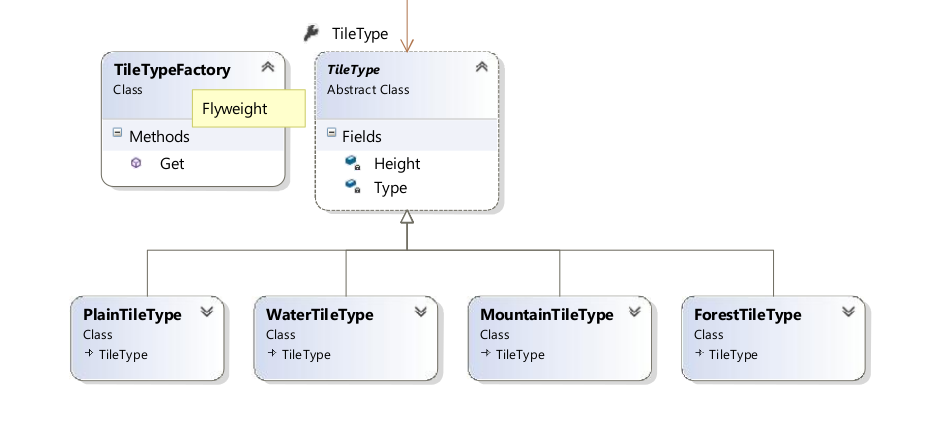 TileType
TileTypeFactory
Class
Flyweight
Methods
Get
TileType
Abstract Class
Fields
Height
Type
PlainTileType
Class
TileType
WaterTileType
Class
TileType
MountainTileType
Class
TileType
ForestTileType
Class
TileType